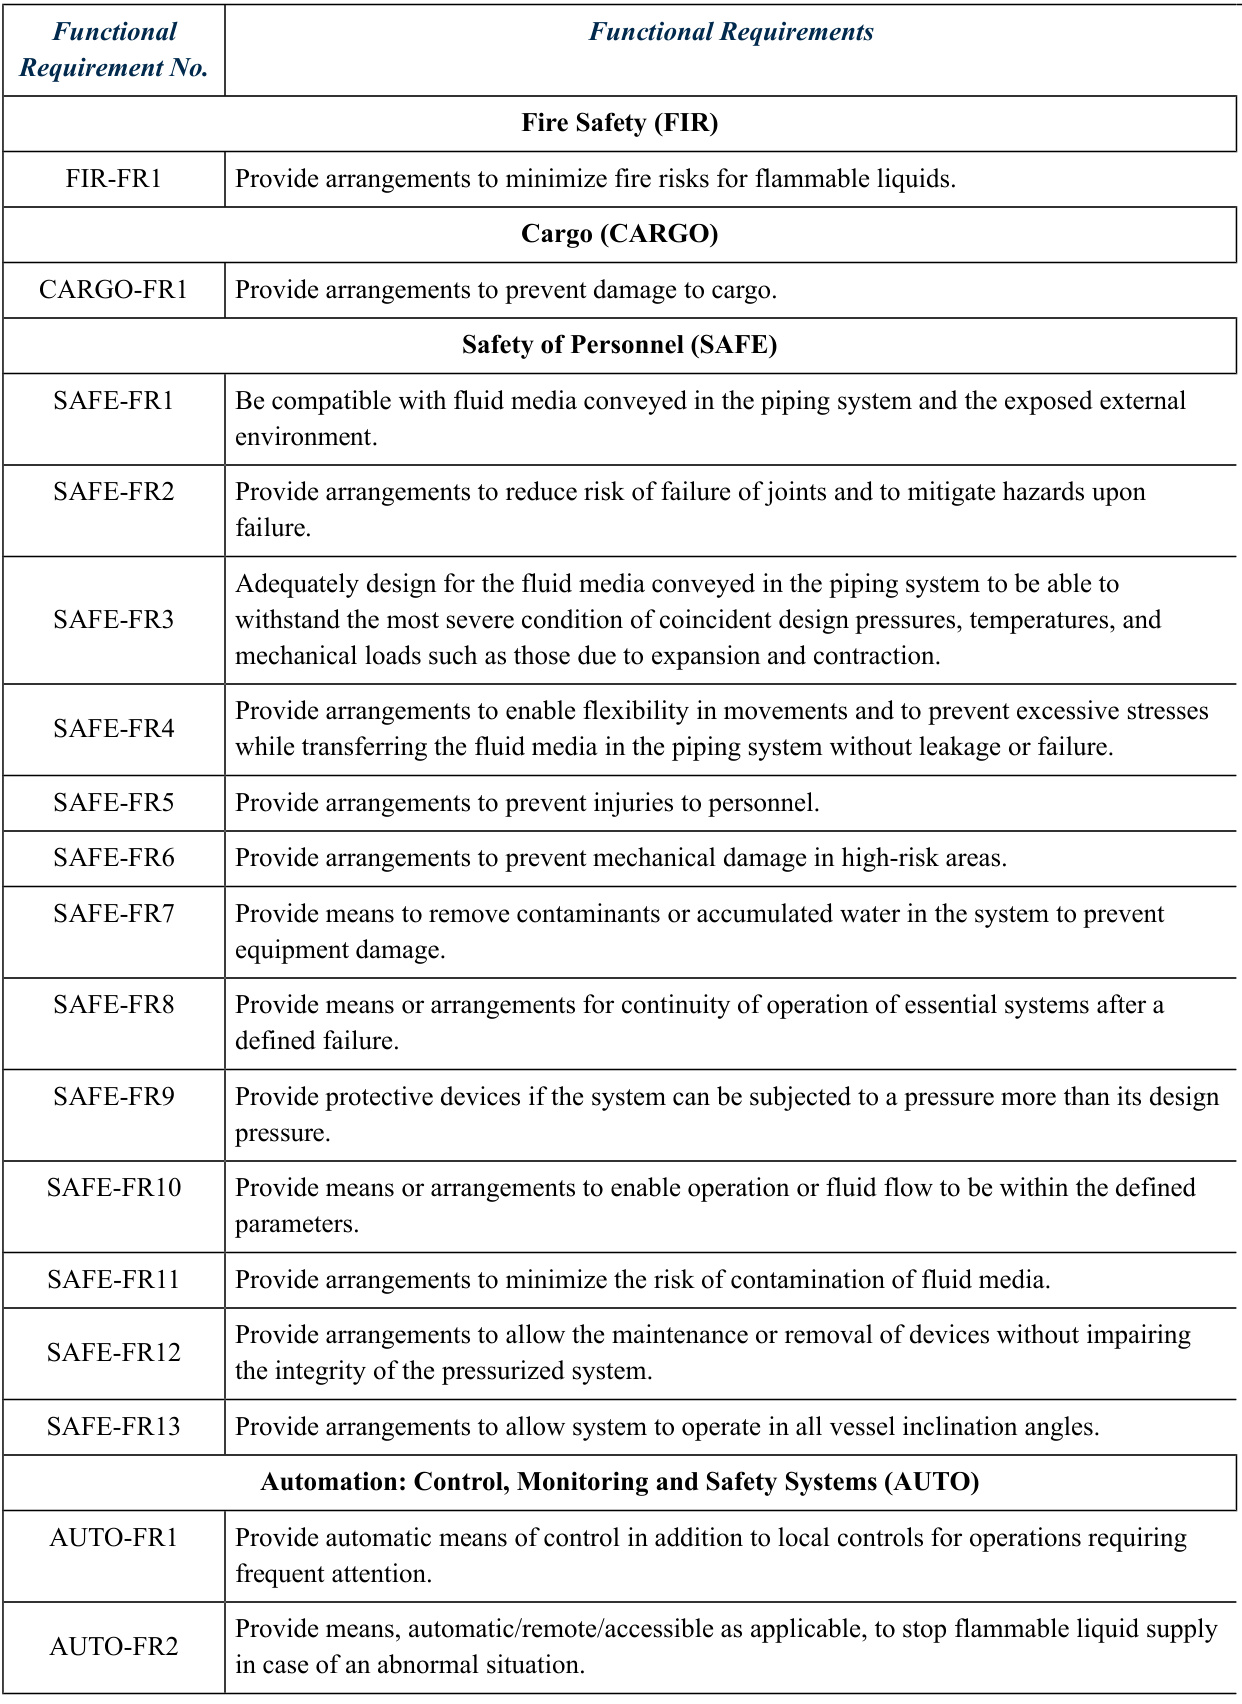 Functional
Requirement No.
Functional Requirements
Fire Safety (FIR)
FIR-FR1
Provide arrangements to minimize fire risks for flammable liquids.
Cargo (CARGO)
CARGO-FR1
Provide arrangements to prevent damage to cargo.
Safety of Personnel (SAFE)
SAFE-FR1
Be compatible with fluid media conveyed in the piping system and the exposed external
environment.
SAFE-FR2
Provide arrangements to reduce risk of failure of joints and to mitigate hazards upon
failure.
SAFE-FR3
Adequately design for the fluid media conveyed in the piping system to be able to
withstand the most severe condition of coincident design pressures, temperatures, and
mechanical loads such as those due to expansion and contraction.
SAFE-FR4
Provide arrangements to enable flexibility in movements and to prevent excessive stresses
while transferring the fluid media in the piping system without leakage or failure.
SAFE-FR5
Provide arrangements to prevent injuries to personnel.
SAFE-FR6
Provide arrangements to prevent mechanical damage in high-risk areas.
SAFE-FR7
Provide means to remove contaminants or accumulated water in the system to prevent
equipment damage.
SAFE-FR8
Provide means or arrangements for continuity of operation of essential systems after a
defined failure.
SAFE-FR9
Provide protective devices if the system can be subjected to a pressure more than its design
pressure.
SAFE-FR10
Provide means or arrangements to enable operation or fluid flow to be within the defined
parameters.
SAFE-FR11
Provide arrangements to minimize the risk of contamination of fluid media.
SAFE-FR12
Provide arrangements to allow the maintenance or removal of devices without impairing
the integrity of the pressurized system.
SAFE-FR13
Provide arrangements to allow system to operate in all vessel inclination angles.
Automation: Control, Monitoring and Safety Systems (AUTO)
AUTO-FR1
Provide automatic means of control in addition to local controls for operations requiring
frequent attention.
AUTO-FR2
Provide means, automatic/remote/accessible as applicable, to stop flammable liquid supply
in case of an abnormal situation.